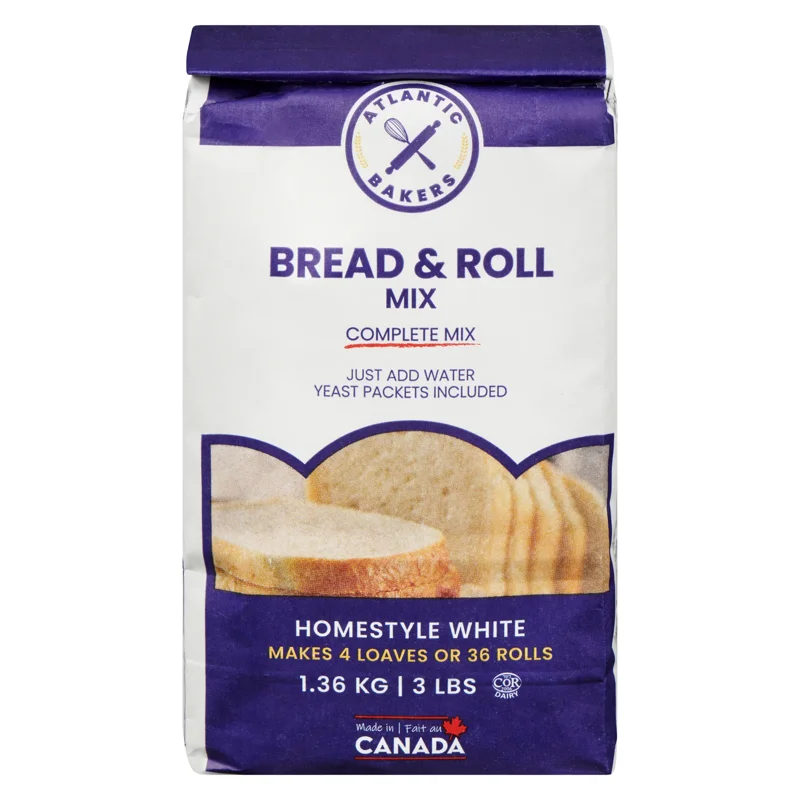 ATLANTIC
BAKERS
BREAD & ROLL
MIX
COMPLETE MIX
JUST ADD WATER
YEAST PACKETS INCLUDED
HOMESTYLE WHITE
MAKES 4 LOAVES OR 36 ROLLS
1.36 KG | 3 LBS
COR
DAIRY
Made in | Fait au
CANADA